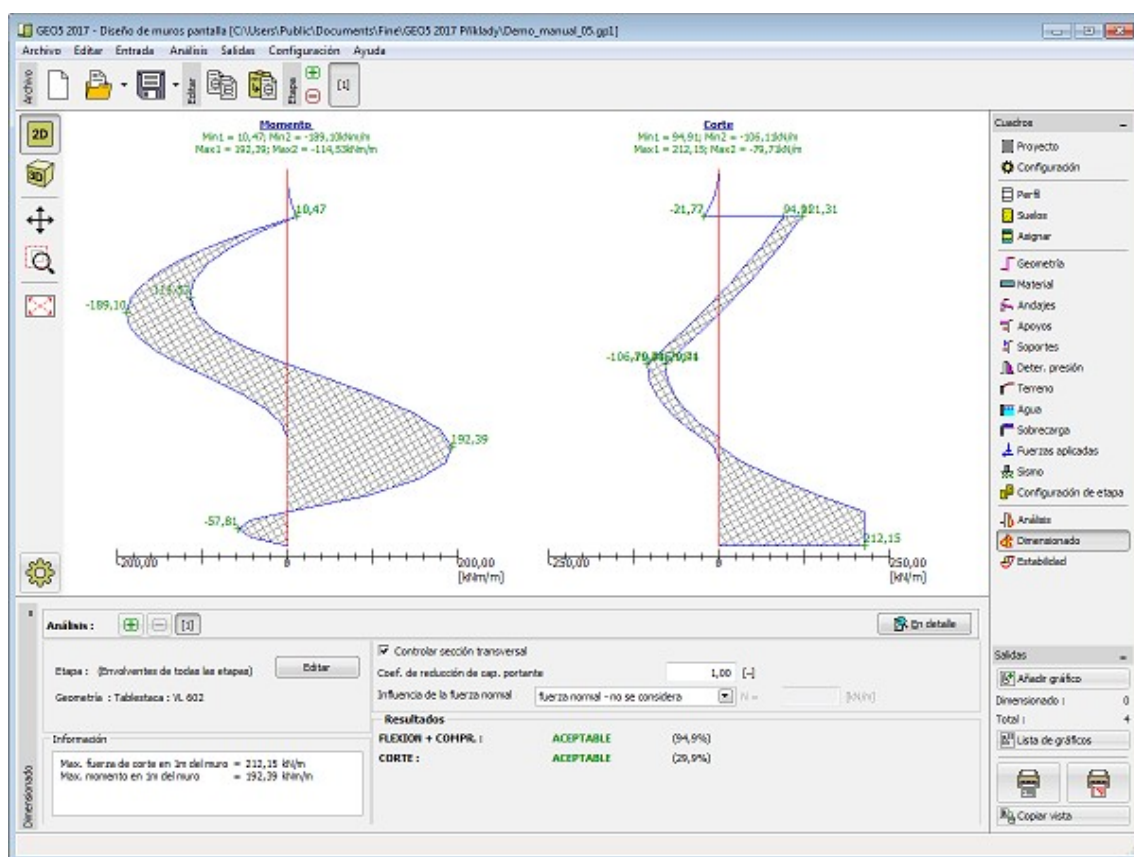 GEO5 2017 - Diseño de muros pantalla [C:\Users\Public\Documents\Fine\GEO5 2017 Příklady\Demo_manual_05.gp1]
Archivo Editar Entrada Análisis Salidas Configuración Ayuda
Archivo
Editar
Etapa
[1]
2D
3D
Momento
Min1 = 10,47; Min2 = -189,10kNm/m
Max1 = 192,39; Max2 = -114,53kNm/m
10,47
-189,10
192,39
-57,81
200,00 0 200,00
[kNm/m]
Corte
Min1 = 94,91; Min2 = -106,11kN/m
Max1 = 212,15; Max2 = -79,71kN/m
-21,77
212,15
250,00 0 250,00
[kN/m]
Cuadros
Proyecto
Configuración
Perfil
Suelos
Asignar
Geometría
Material
Anclajes
Apoyos
Soportes
Deter. presión
Terreno
Agua
Sobrecarga
Fuerzas aplicadas
Sismo
Configuración de etapa
Análisis
Dimensionado
Estabilidad
Salidas
Añadir gráfico
Dimensionado : 0
Total : 4
Lista de gráficos
Copiar vista
Dimensionado
Análisis :
[1]
En detalle
Etapa : (Envolventes de todas las etapas)
Editar
Geometría : Tablestaca : VL 602
Información
Max. fuerza de corte en 1m del muro = 212,15 kN/m
Max. momento en 1m del muro = 192,39 kNm/m
Controlar sección transversal
Coef. de reducción de cap. portante 1,00 [-]
Influencia de la fuerza normal fuerza normal - no se considera N = [kN/m]
Resultados
FLEXION + COMPR. : ACEPTABLE (94,9%)
CORTE : ACEPTABLE (29,9%)